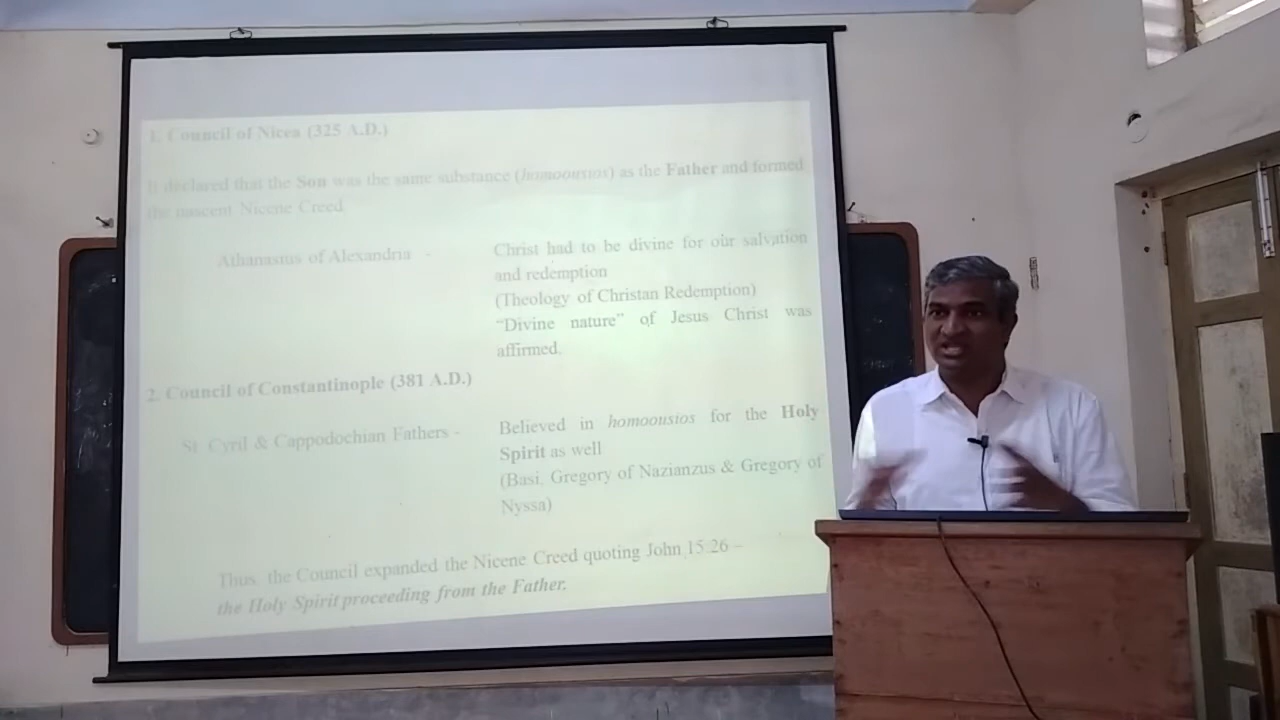 1. Council of Nicea (325 A.D.)
It declared that the Son was the same substance (homoousios) as the Father and formed
the nascent Nicene Creed
Athanasius of Alexandria -
Christ had to be divine for our salvation
and redemption
(Theology of Christan Redemption)
“Divine nature” of Jesus Christ was
affirmed.
2. Council of Constantinople (381 A.D.)
St Cyril & Cappodochian Fathers -
Believed in homoousios for the Holy
Spirit as well
(Basi, Gregory of Nazianzus & Gregory of
Nyssa)
Thus, the Council expanded the Nicene Creed quoting John 15:26 –
the Holy Spirit proceeding from the Father.